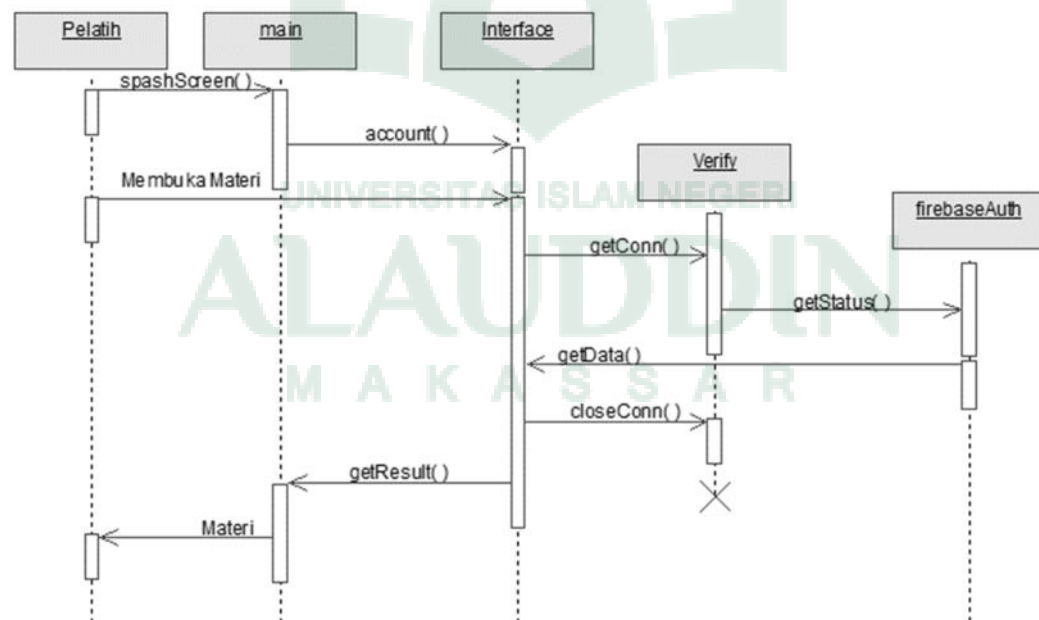 Pelatih
main
Interface
spashScreen( )
account( )
Verify
Membuka Materi
UNIVERSITAS ISLAM NEGERI
firebaseAuth
getConn( )
ALAUDDIN
getStatus( )
getData( )
MAKASSAR
closeConn( )
getResult( )
Materi